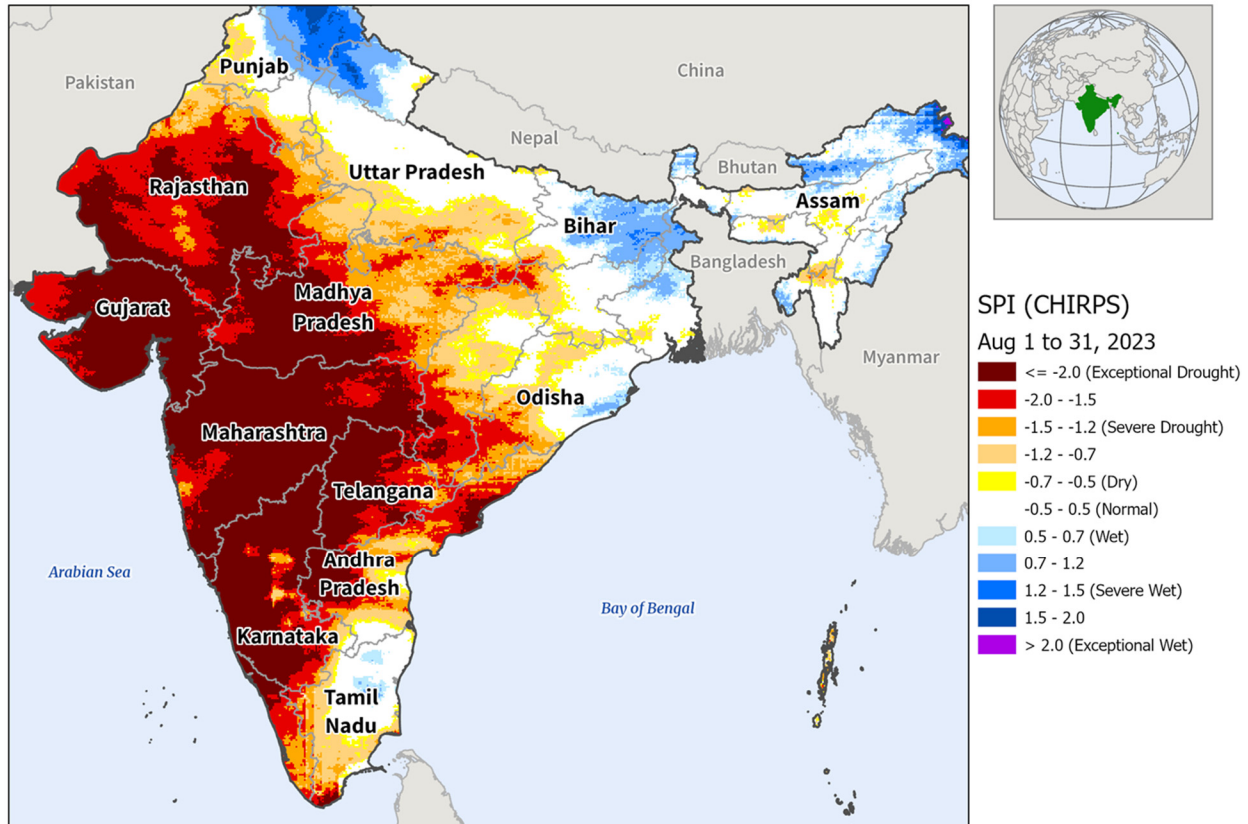 Pakistan
Punjab
China
Nepal
Bhutan
Uttar Pradesh
Rajasthan
Assam
Bihar
Bangladesh
Gujarat
Madhya
Pradesh
Myanmar
Odisha
Maharashtra
Telangana
Andhra
Pradesh
Arabian Sea
Bay of Bengal
Karnataka
Tamil
Nadu
SPI (CHIRPS)
Aug 1 to 31, 2023
<= -2.0 (Exceptional Drought)
-2.0 - -1.5
-1.5 - -1.2 (Severe Drought)
-1.2 - -0.7
-0.7 - -0.5 (Dry)
-0.5 - 0.5 (Normal)
0.5 - 0.7 (Wet)
0.7 - 1.2
1.2 - 1.5 (Severe Wet)
1.5 - 2.0
> 2.0 (Exceptional Wet)